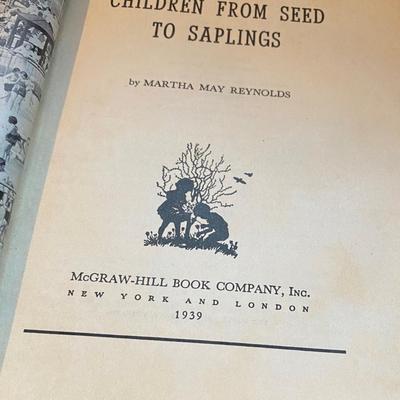 CHILDREN FROM SEED
TO SAPLINGS
by MARTHA MAY REYNOLDS
McGRAW-HILL BOOK COMPANY, INC.
NEW YORK AND LONDON
1939